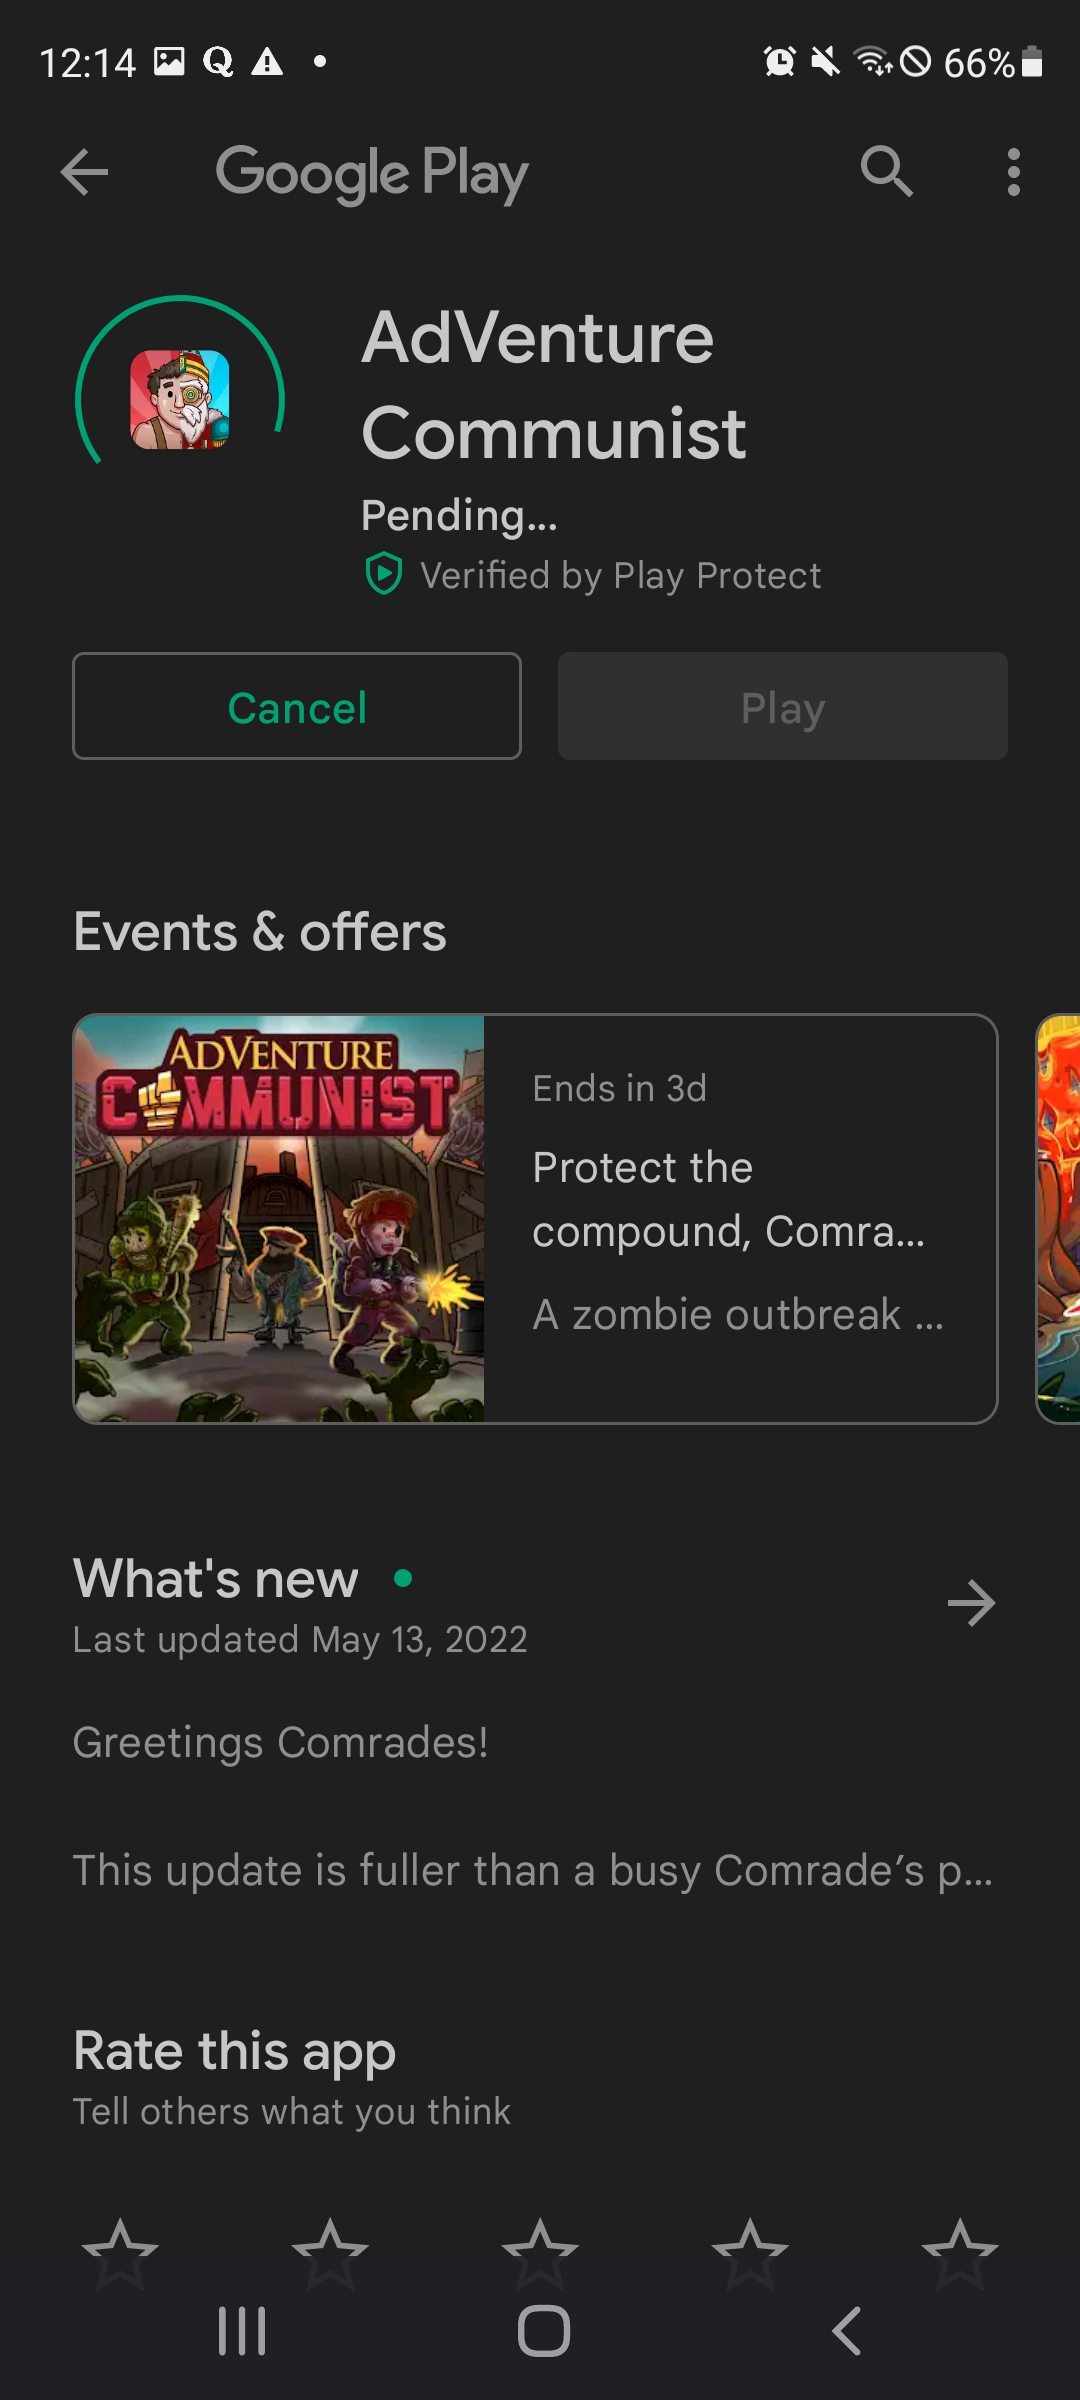 12:14
66%
Google Play
AdVenture
Communist
Pending...
Verified by Play Protect
Cancel
Play
Events & offers
ADVENTURE
COMMUNIST
Ends in 3d
Protect the
compound, Comra...
A zombie outbreak ...
What's new
Last updated May 13, 2022
Greetings Comrades!
This update is fuller than a busy Comrade’s p...
Rate this app
Tell others what you think